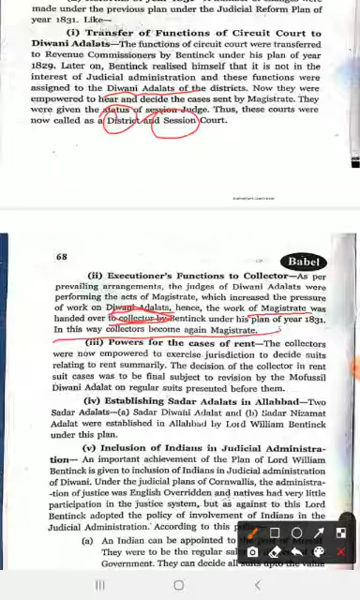 made under the previous plan under the Judicial Reform Plan of
year 1831. Like—
(i) Transfer of Functions of Circuit Court to
Diwani Adalats—The functions of circuit court were transferred
to Revenue Commissioners by Bentinck under his plan of year
1829. Later on, Bentinck realised himself that it is not in the
interest of Judicial administration and these functions were
assigned to the Diwani Adalats of the districts. Now they were
empowered to hear and decide the cases sent by Magistrate. They
were given the status of session Judge. Thus, these courts were
now called as a District and Session Court.
68
Babel
(ii) Executioner's Functions to Collector—As per
prevailing arrangements, the judges of Diwani Adalats were
performing the acts of Magistrate, which increased the pressure
of work on Diwani Adalats, hence, the work of Magistrate was
handed over to collector by Bentinck under his plan of year 1831.
In this way collectors become again Magistrate.
(iii) Powers for the cases of rent—The collectors
were now empowered to exercise jurisdiction to decide suits
relating to rent summarily. The decision of the collector in
rent suit cases was to be final subject to revision by the Mofussil
Diwani Adalat on regular suits presented before them.
(iv) Establishing Sadar Adalats in Allahbad—Two
Sadar Adalats—(a) Sadar Diwani Adalat and (b) Sadar Nizamat
Adalat were established in Allahbad by Lord William Bentinck
under this plan.
(v) Inclusion of Indians in Judicial Administra-
tion— An important achievement of the Plan of Lord William
Bentinck is given to inclusion of Indians in Judicial administration
of Diwani. Under the judicial plans of Cornwallis, the administra-
tion of justice was English Overridden and natives had very little
participation in the justice system, but as against to this Lord
Bentinck adopted the policy of involvement of Indians in the
Judicial Administration. According to this
(a) An Indian can be appointed to
They were to be the regular
Government. They can decide all suits upto the value